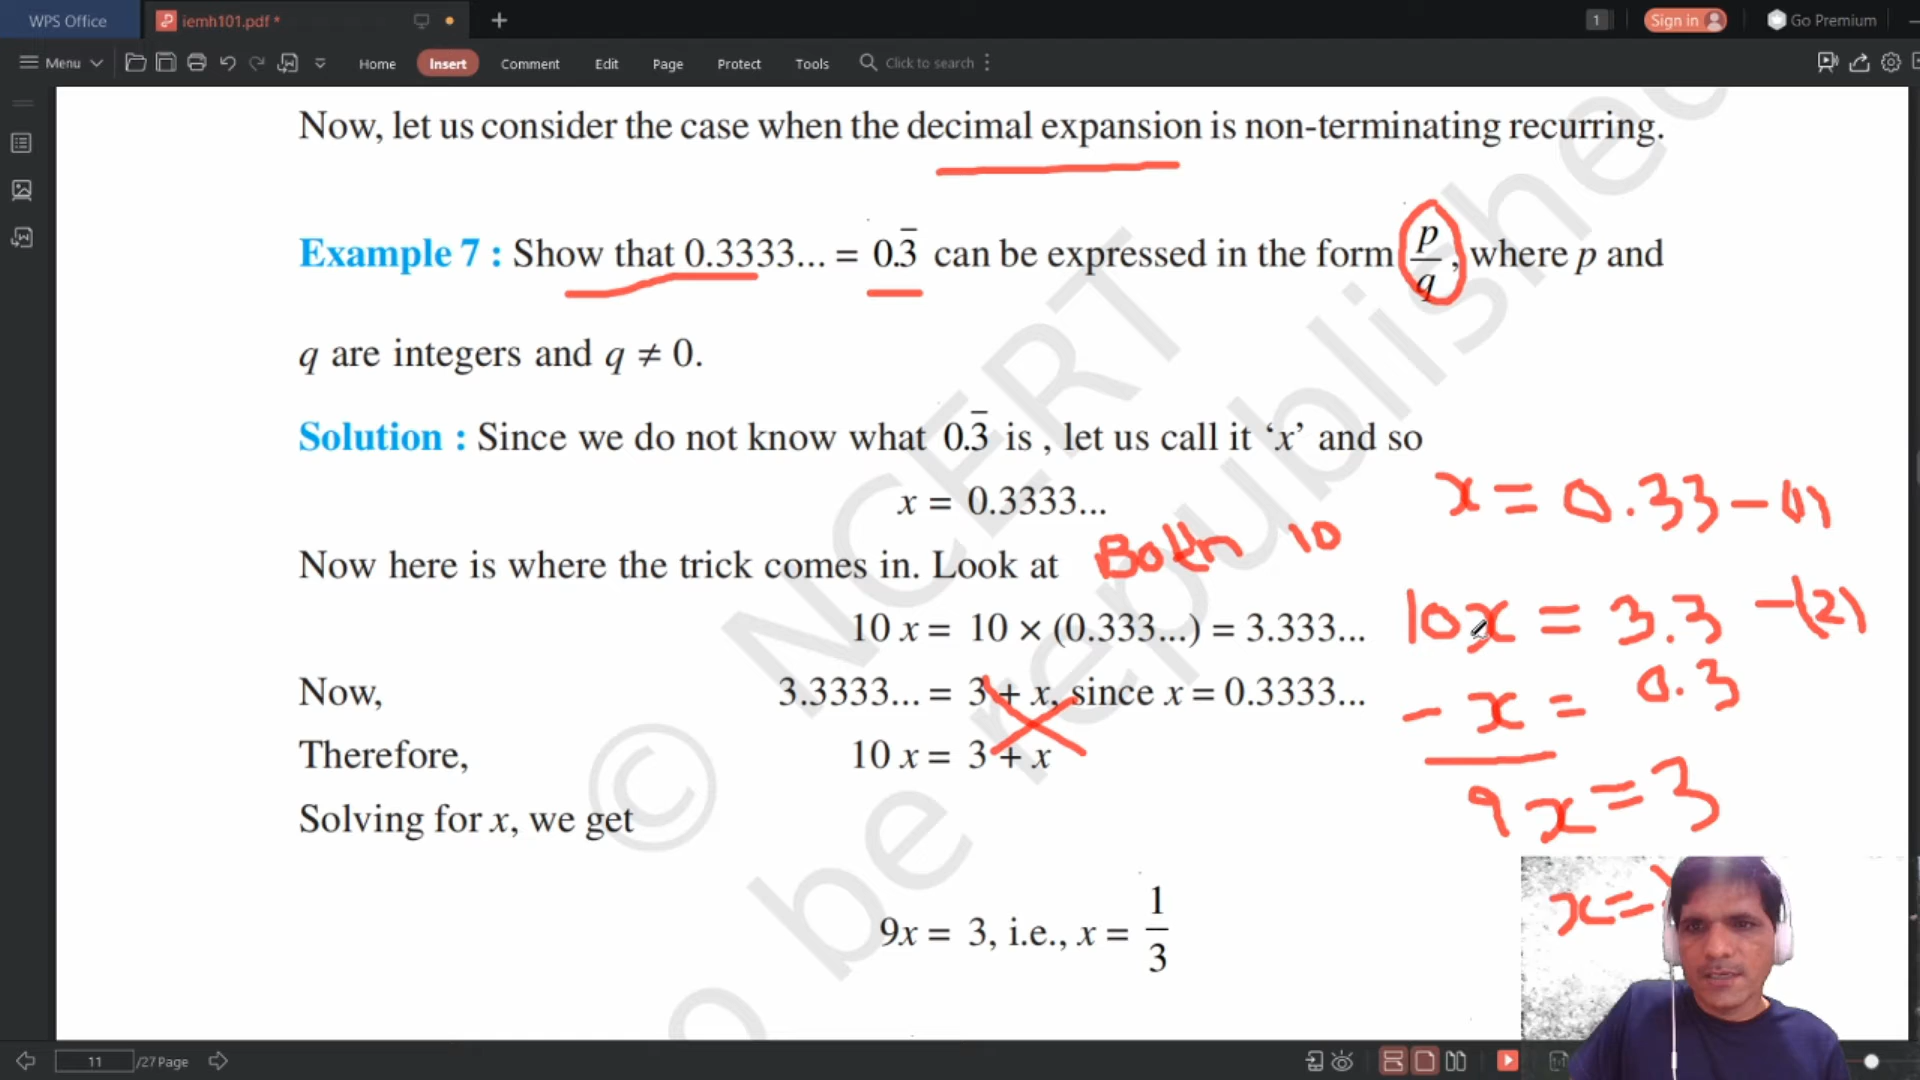 WPS Office
iemh101.pdf *
1
Sign in
Go Premium
Menu
Home
Insert
Comment
Edit
Page
Protect
Tools
Click to search
Now, let us consider the case when the decimal expansion is non-terminating recurring.
Example 7 : Show that 0.3333... = 0.3̅ can be expressed in the form p/q, where p and
q are integers and q ≠ 0.
Solution : Since we do not know what 0.3̅ is , let us call it ‘x’ and so
x = 0.3333...
x = 0.33 – (1)
Now here is where the trick comes in. Look at
Both 10
10 x = 10 × (0.333...) = 3.333...
10x = 3.3 – (2)
Now, 3.3333... = 3 + x, since x = 0.3333...
- x = 0.3
Therefore, 10 x = 3 + x
9x = 3
Solving for x, we get
9x = 3, i.e., x = 1/3
x =
© NCERT
o be republished
11 /27 Page